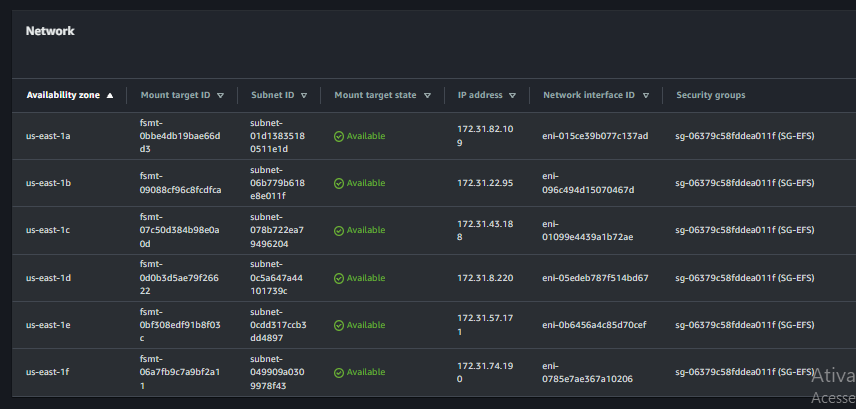 Network
Availability zone Mount target ID Subnet ID Mount target state IP address Network interface ID Security groups
us-east-1a fsmt-0bbe4db19bae66dd3 subnet-01d13835180511e1d Available 172.31.82.109 eni-015ce39b077c137ad sg-06379c58fddea011f (SG-EFS)
us-east-1b fsmt-09088cf96c8fcdfca subnet-06b779b618e8e011f Available 172.31.22.95 eni-096c494d15070467d sg-06379c58fddea011f (SG-EFS)
us-east-1c fsmt-07c50d384b98e0a0d subnet-078b722ea79496204 Available 172.31.43.188 eni-01099e4439a1b72ae sg-06379c58fddea011f (SG-EFS)
us-east-1d fsmt-0d0b3d5ae79f26622 subnet-0c5a647a44101739c Available 172.31.8.220 eni-05edeb787f514bd67 sg-06379c58fddea011f (SG-EFS)
us-east-1e fsmt-0bf308edf91b8f03c subnet-0cdd317ccb3dd4897 Available 172.31.57.171 eni-0b6456a4c85d70cef sg-06379c58fddea011f (SG-EFS)
us-east-1f fsmt-06a7fb9c7a9bf2a11 subnet-049909a0309978f43 Available 172.31.74.190 eni-0785e7ae367a10206 sg-06379c58fddea011f (SG-EFS)
Ativa
Acesse